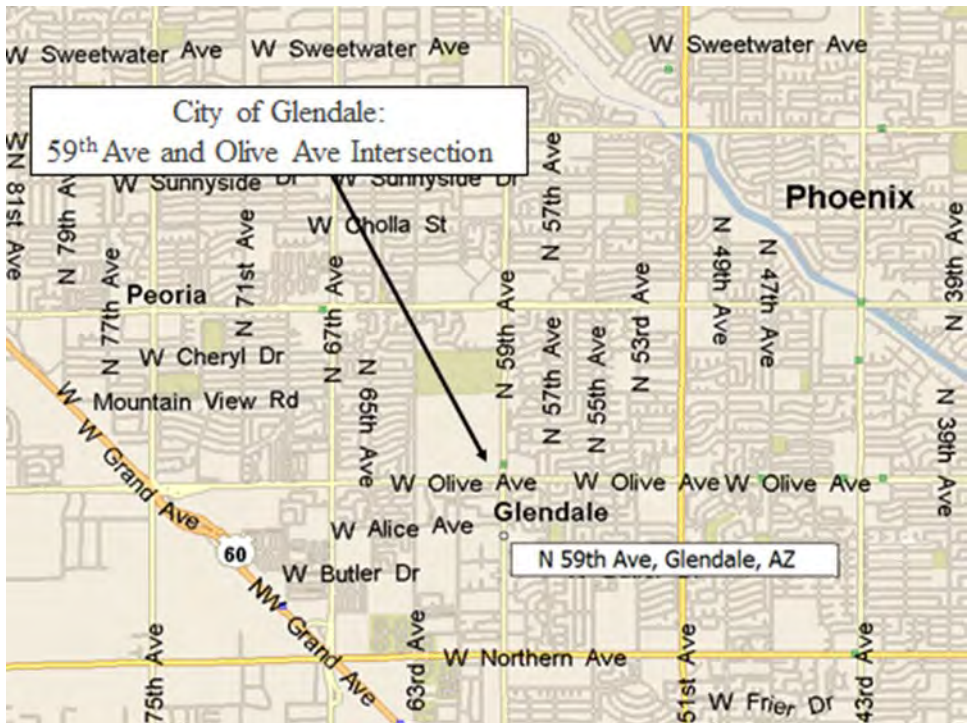 W Sweetwater Ave
W Sweetwater Ave
W Sweetwater Ave
City of Glendale:
59th Ave and Olive Ave Intersection
W Sunnyside Dr
W Sunnyside Dr
N 81st Ave
N 79th Ave
N 57th Ave
Phoenix
W Cholla St
N 71st Ave
N 77th Ave
N 67th Ave
N 59th Ave
N 49th Ave
N 47th Ave
N 39th Ave
Peoria
N 53rd Ave
W Cheryl Dr
N 65th Ave
N 57th Ave
N 55th Ave
W Mountain View Rd
N 39th Ave
W Grand Ave
W Olive Ave
W Olive Ave
W Olive Ave
Glendale
W Alice Ave
60
N 59th Ave, Glendale, AZ
W Butler Dr
NW Grand Ave
63rd Ave
75th Ave
W Northern Ave
51st Ave
43rd Ave
W Frier Dr